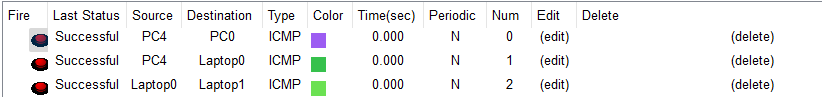 Fire Last Status Source Destination Type Color Time(sec) Periodic Num Edit Delete
Successful PC4 PC0 ICMP 0.000 N 0 (edit) (delete)
Successful PC4 Laptop0 ICMP 0.000 N 1 (edit) (delete)
Successful Laptop0 Laptop1 ICMP 0.000 N 2 (edit) (delete)